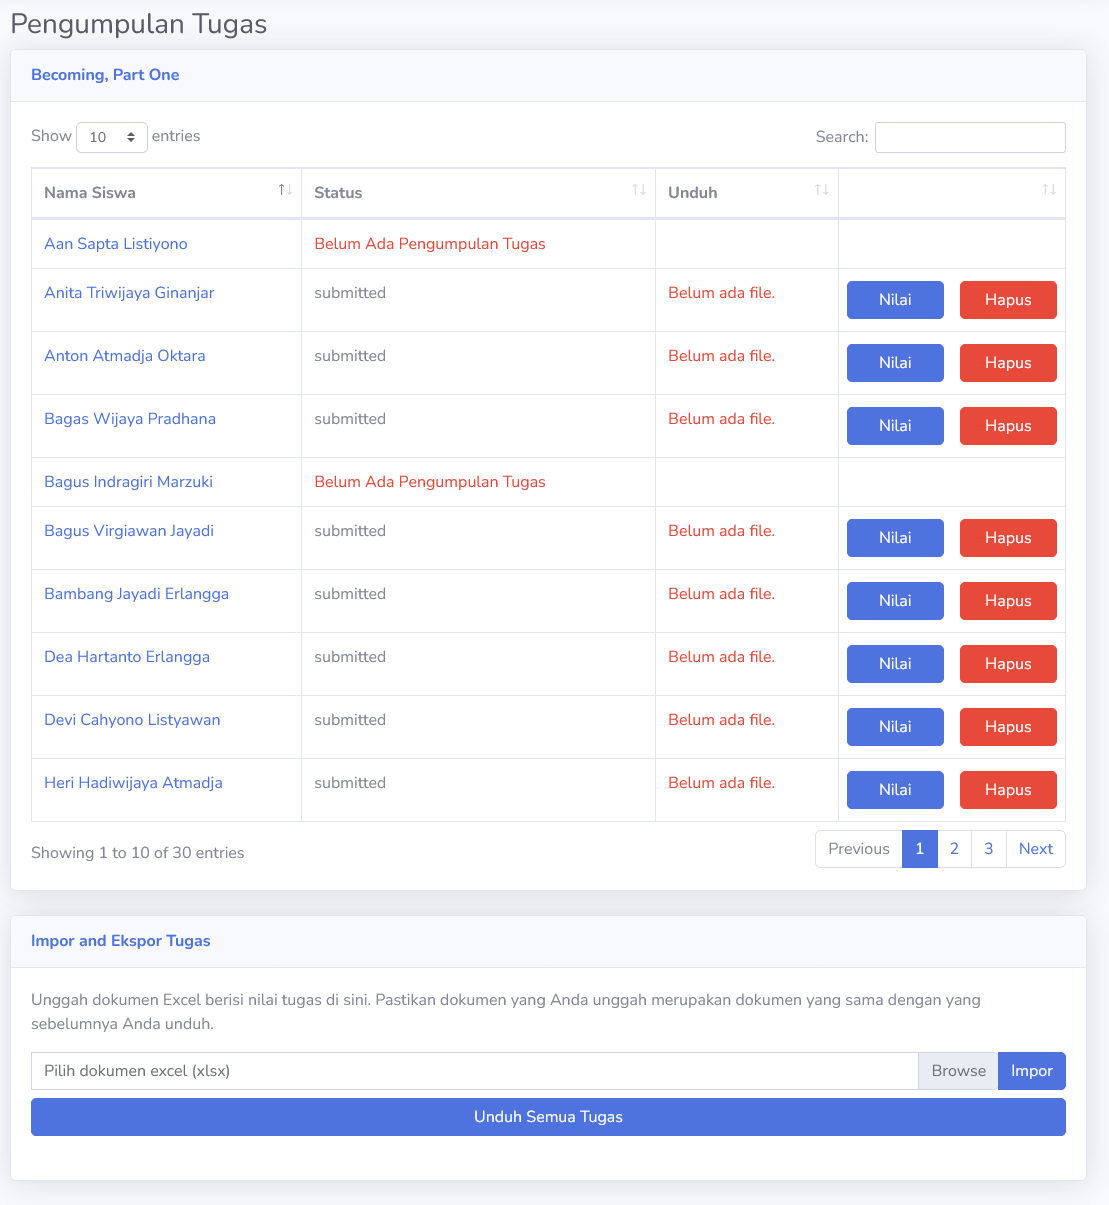 Pengumpulan Tugas
Becoming, Part One
Show 10 entries Search:
Nama Siswa Status Unduh
Aan Sapta Listiyono Belum Ada Pengumpulan Tugas
Anita Triwijaya Ginanjar submitted Belum ada file. Nilai Hapus
Anton Atmadja Oktara submitted Belum ada file. Nilai Hapus
Bagas Wijaya Pradhana submitted Belum ada file. Nilai Hapus
Bagus Indragiri Marzuki Belum Ada Pengumpulan Tugas
Bagus Virgiawan Jayadi submitted Belum ada file. Nilai Hapus
Bambang Jayadi Erlangga submitted Belum ada file. Nilai Hapus
Dea Hartanto Erlangga submitted Belum ada file. Nilai Hapus
Devi Cahyono Listyawan submitted Belum ada file. Nilai Hapus
Heri Hadiwijaya Atmadja submitted Belum ada file. Nilai Hapus
Showing 1 to 10 of 30 entries Previous 1 2 3 Next
Impor and Ekspor Tugas
Unggah dokumen Excel berisi nilai tugas di sini. Pastikan dokumen yang Anda unggah merupakan dokumen yang sama dengan yang
sebelumnya Anda unduh.
Pilih dokumen excel (xlsx) Browse Impor
Unduh Semua Tugas